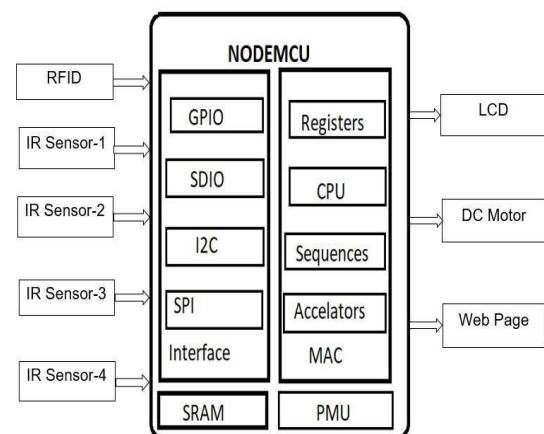 NODEMCU
RFID
IR Sensor-1
IR Sensor-2
IR Sensor-3
IR Sensor-4
GPIO
SDIO
I2C
SPI
Interface
Registers
CPU
Sequences
Accelators
MAC
SRAM
PMU
LCD
DC Motor
Web Page